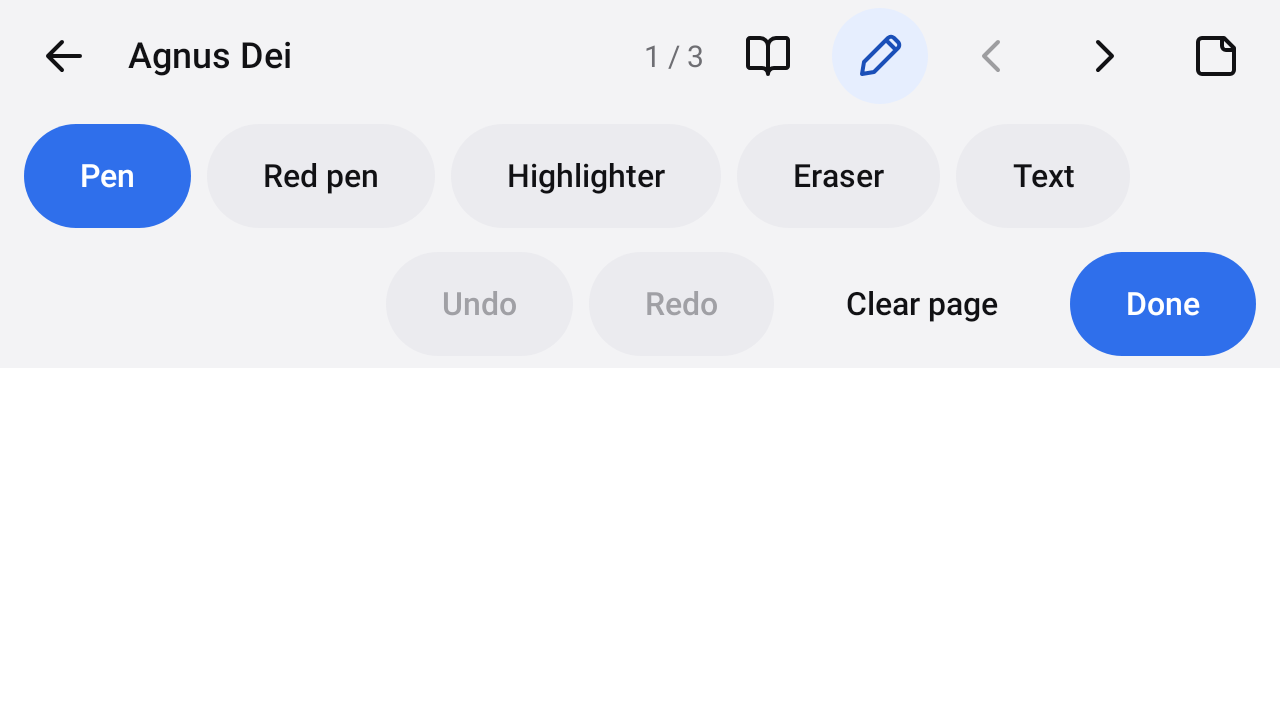 Agnus Dei 1 / 3
Pen Red pen Highlighter Eraser Text
Undo Redo Clear page Done